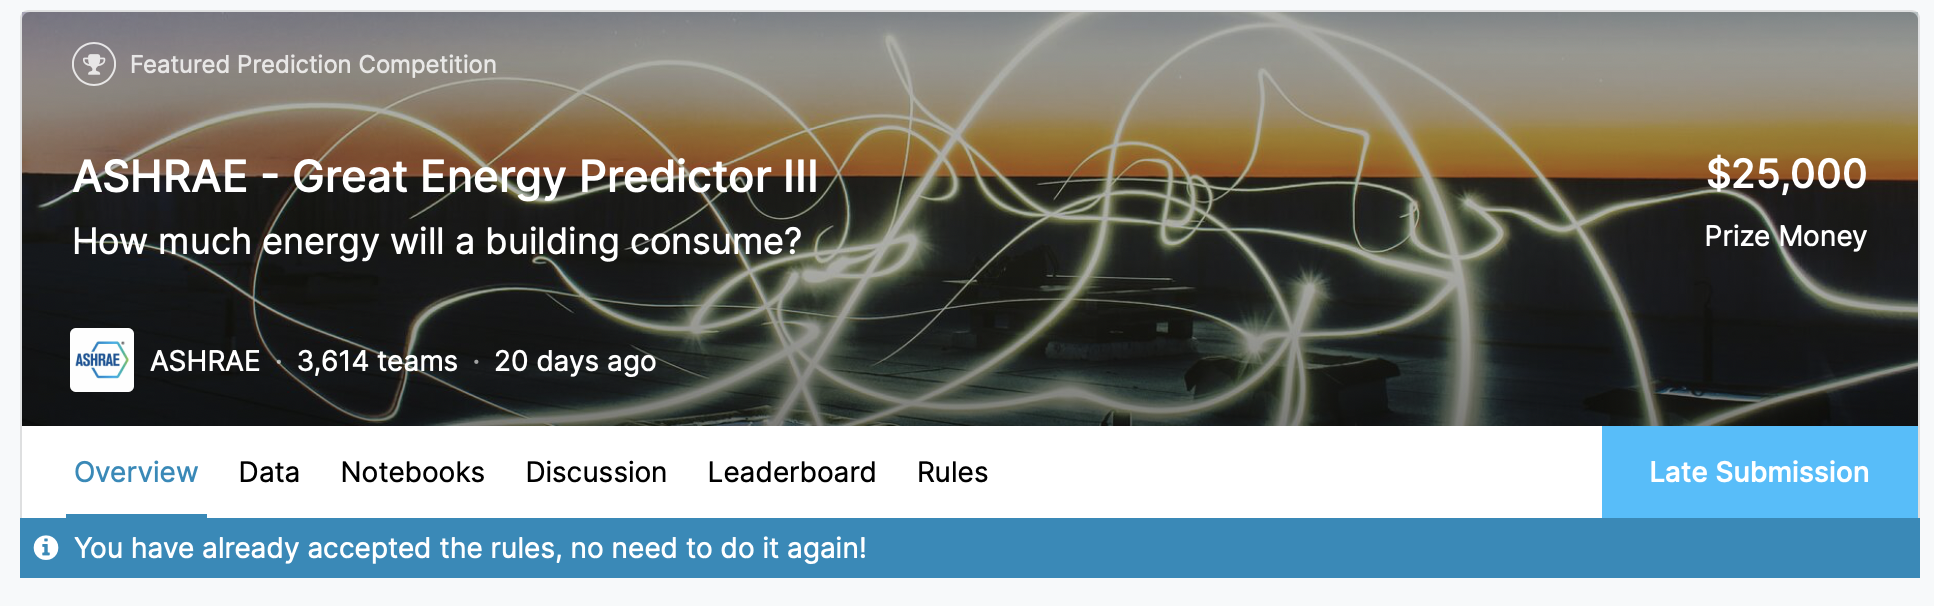 Featured Prediction Competition
ASHRAE - Great Energy Predictor III
$25,000
How much energy will a building consume?
Prize Money
ASHRAE
ASHRAE · 3,614 teams · 20 days ago
Overview Data Notebooks Discussion Leaderboard Rules Late Submission
You have already accepted the rules, no need to do it again!